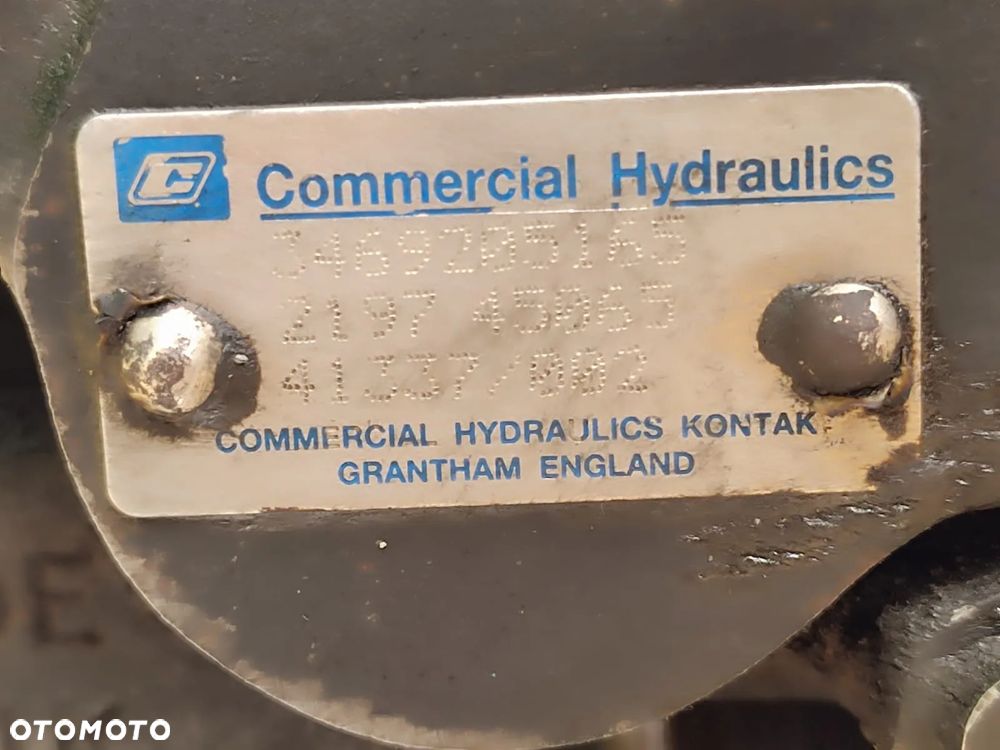 C
Commercial Hydraulics
3469205165
2197 45065
41337/002
COMMERCIAL HYDRAULICS KONTAK
GRANTHAM ENGLAND
E
OTOMOTO